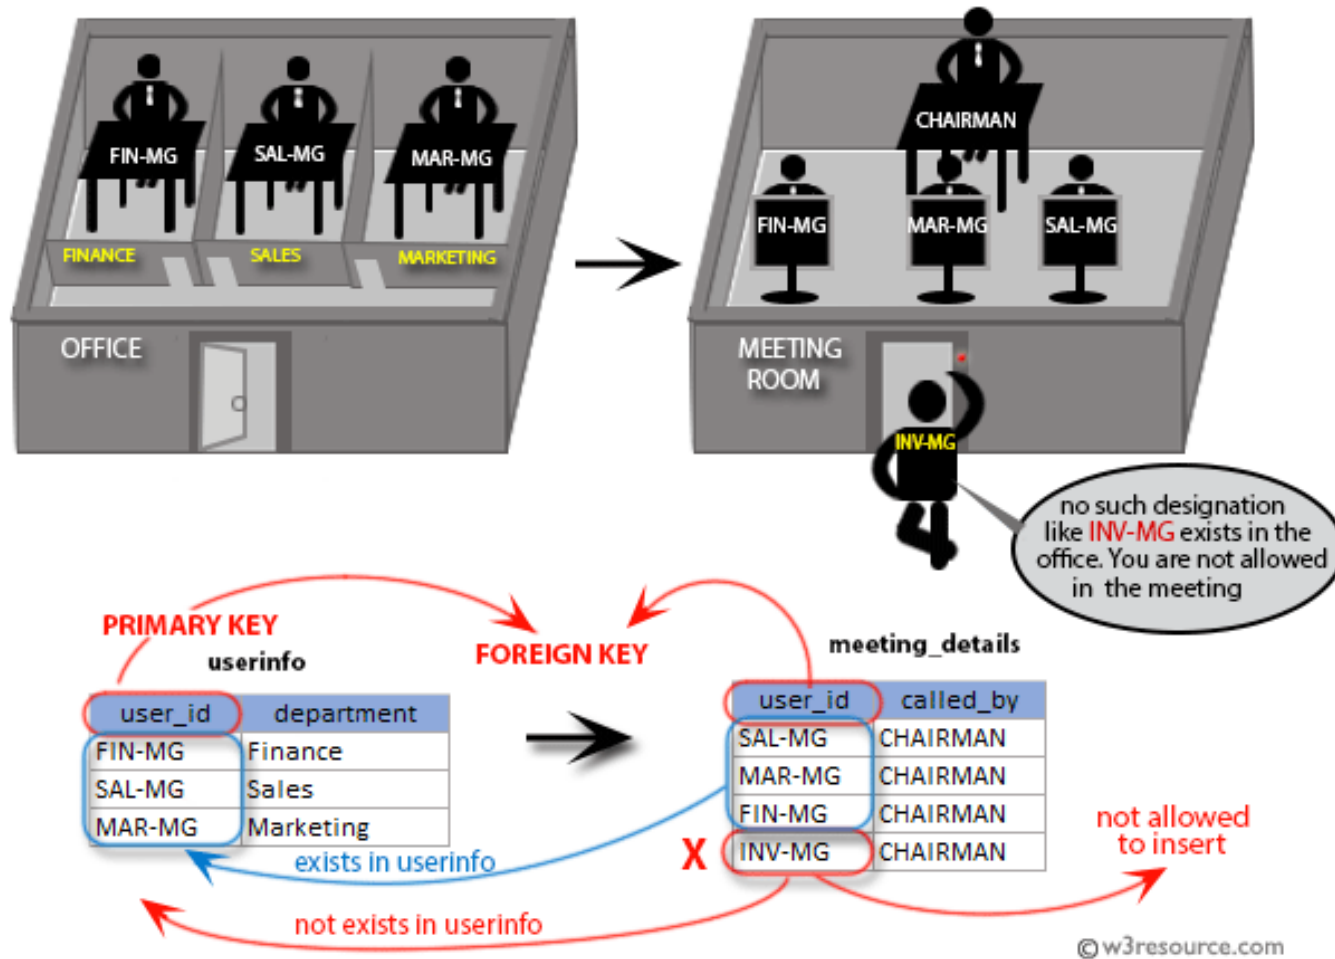 FIN-MG
SAL-MG
MAR-MG
FINANCE
SALES
MARKETING
OFFICE
CHAIRMAN
FIN-MG
MAR-MG
SAL-MG
MEETING
ROOM
INV-MG
no such designation
like INV-MG exists in the
office. You are not allowed
in the meeting
PRIMARY KEY
FOREIGN KEY
userinfo
user_id department
FIN-MG Finance
SAL-MG Sales
MAR-MG Marketing
meeting_details
user_id called_by
SAL-MG CHAIRMAN
MAR-MG CHAIRMAN
FIN-MG CHAIRMAN
X INV-MG CHAIRMAN
not allowed
to insert
exists in userinfo
not exists in userinfo
© w3resource.com